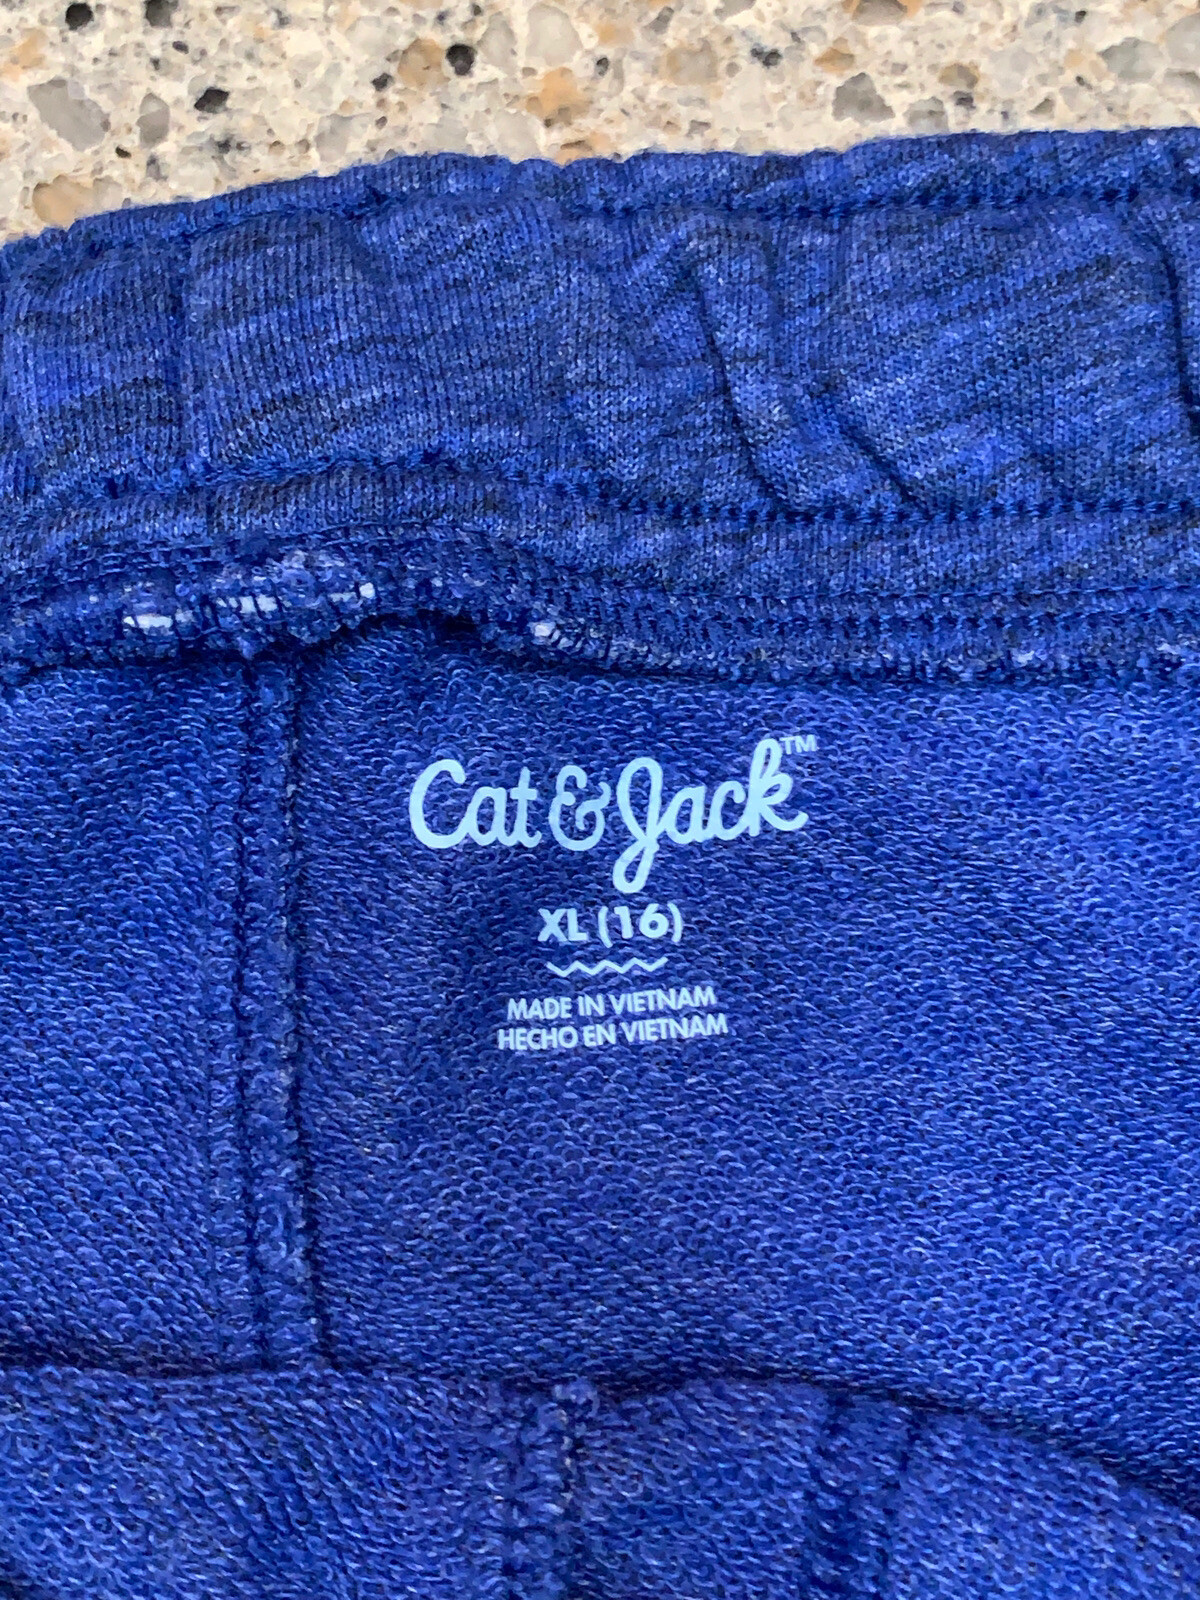 Cat & Jack™
XL (16)
MADE IN VIETNAM
HECHO EN VIETNAM